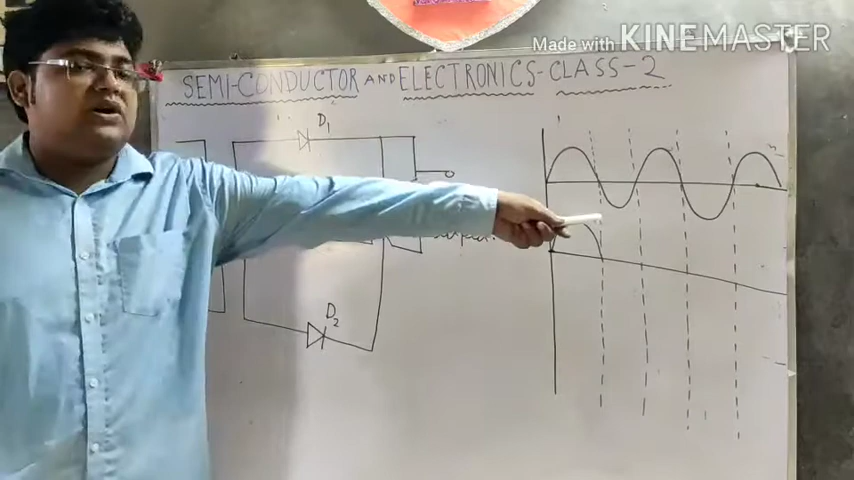 Made with KINEMASTER
SEMI-CONDUCTOR AND ELECTRONICS-CLASS-2
D1
D2